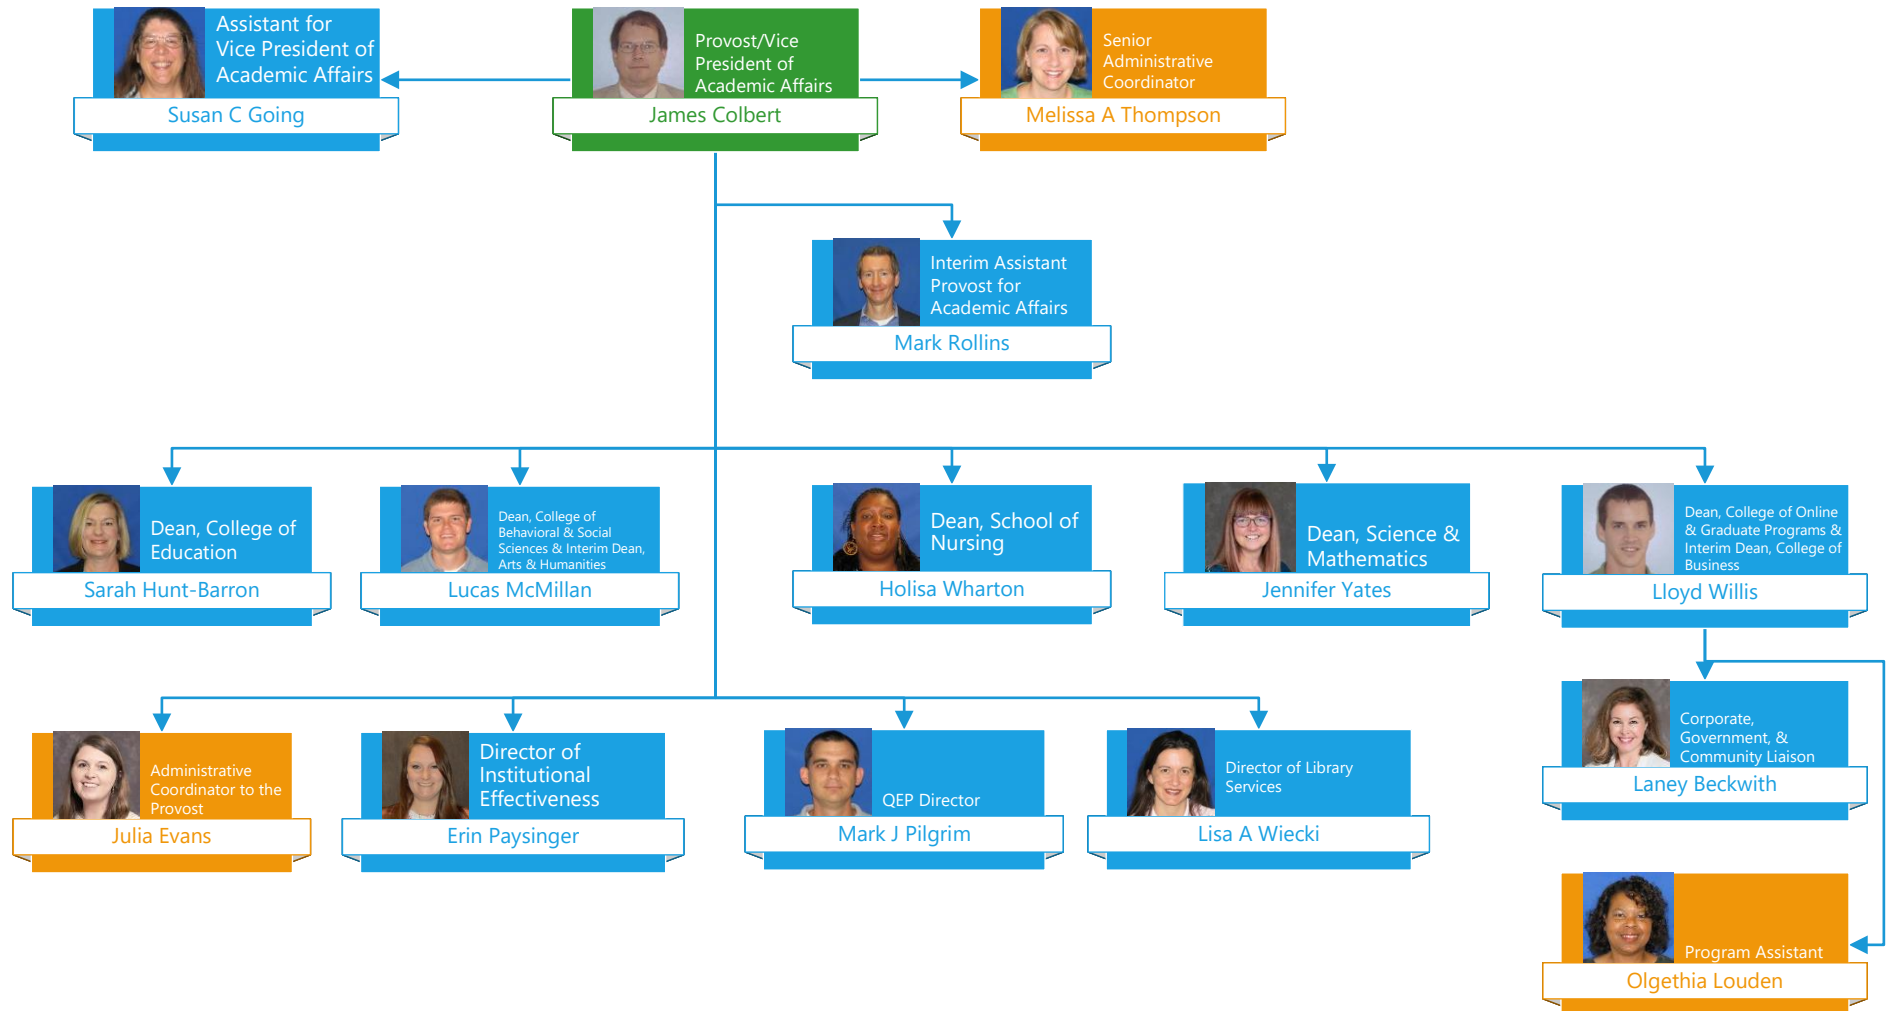 Assistant for
Vice President of
Academic Affairs
Susan C Going
Provost/Vice
President of
Academic Affairs
James Colbert
Senior
Administrative
Coordinator
Melissa A Thompson
Interim Assistant
Provost for
Academic Affairs
Mark Rollins
Dean, College of
Education
Sarah Hunt-Barron
Dean, College of
Behavioral & Social
Sciences & Interim Dean,
Arts & Humanities
Lucas McMillan
Dean, School of
Nursing
Holisa Wharton
Dean, Science &
Mathematics
Jennifer Yates
Dean, College of Online
& Graduate Programs &
Interim Dean, College of
Business
Lloyd Willis
Administrative
Coordinator to the
Provost
Julia Evans
Director of
Institutional
Effectiveness
Erin Paysinger
QEP Director
Mark J Pilgrim
Director of Library
Services
Lisa A Wiecki
Corporate,
Government, &
Community Liaison
Laney Beckwith
Program Assistant
Olgethia Louden